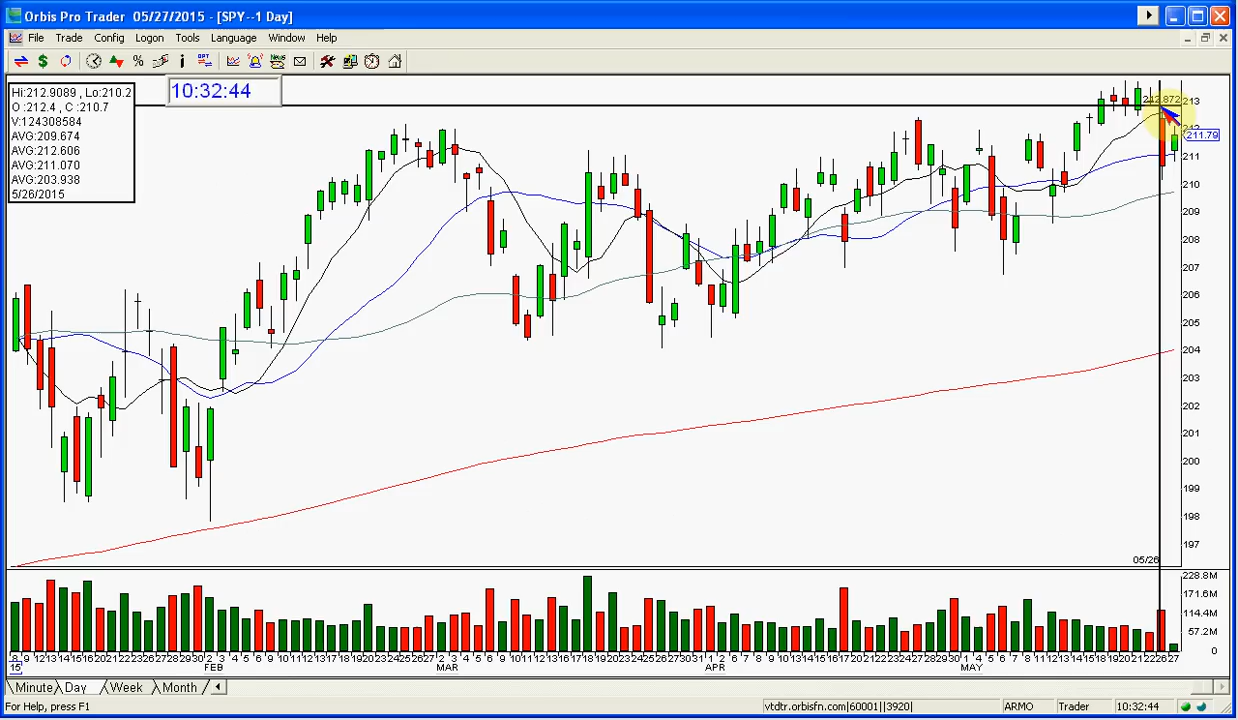 Orbis Pro Trader 05/27/2015 - [SPY--1 Day]
File Trade Config Logon Tools Language Window Help
10:32:44
Hi:212.9089 , Lo:210.2
O :212.4 , C :210.7
V:124308584
AVG:209.674
AVG:212.606
AVG:211.070
AVG:203.938
5/26/2015
212.872
213
212
211.79
211
210
209
208
207
206
205
204
203
202
201
200
199
198
197
05/26
228.8M
171.6M
114.4M
57.2M
0
15'
FEB MAR APR MAY
Minute Day Week Month
For Help, press F1
vtdtr.orbisfn.com|60001||3920|
ARMO
Trader
10:32:44